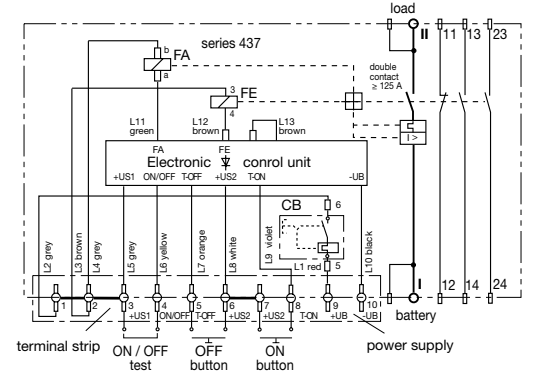 load
II
11
13
23
series 437
b
FA
a
double
contact
≥ 125 A
3
FE
4
I >
L11
green
L12
brown
L13
brown
FA
FE
Electronic conrol unit
+US1
ON/OFF
T-OFF
+US2
T-ON
-UB
CB
6
L2 grey
L3 brown
L4 grey
L5 grey
L6 yellow
L7 orange
L8 white
L9 violet
L1 red
5
L10 black
I
12
14
24
1
2
3
4
5
6
7
8
9
10
+US1
ON/OFF
T-OFF
+US2
+US2
T-ON
+UB
-UB
battery
terminal strip
power supply
ON / OFF
test
OFF
button
ON
button